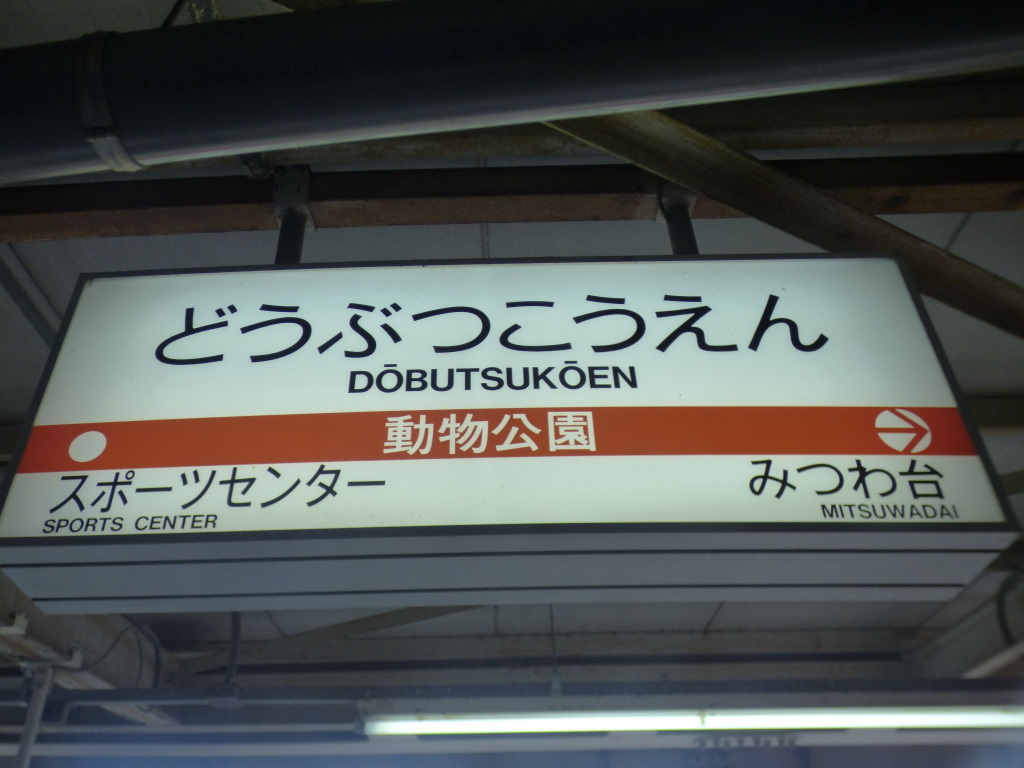 どうぶつこうえん
DŌBUTSUKŌEN
動物公園
スポーツセンター
SPORTS CENTER
みつわ台
MITSUWADAI